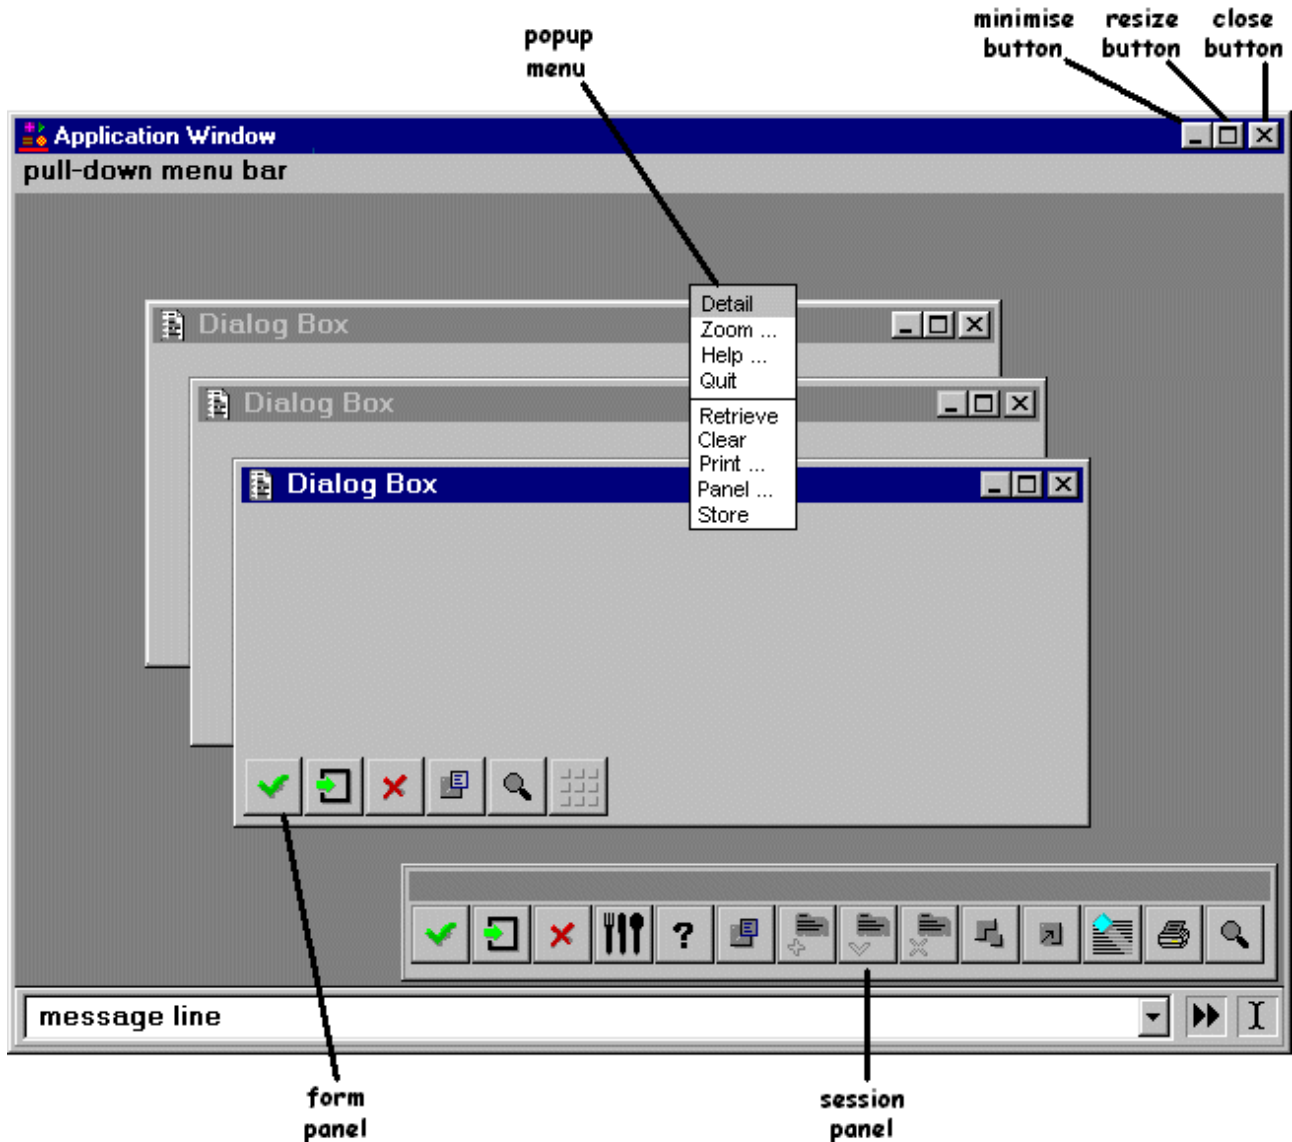 popup
menu
minimise
button
resize
button
close
button
Application Window
pull-down menu bar
Dialog Box
Dialog Box
Dialog Box
Detail
Zoom ...
Help ...
Quit
Retrieve
Clear
Print ...
Panel ...
Store
?
message line
form
panel
session
panel